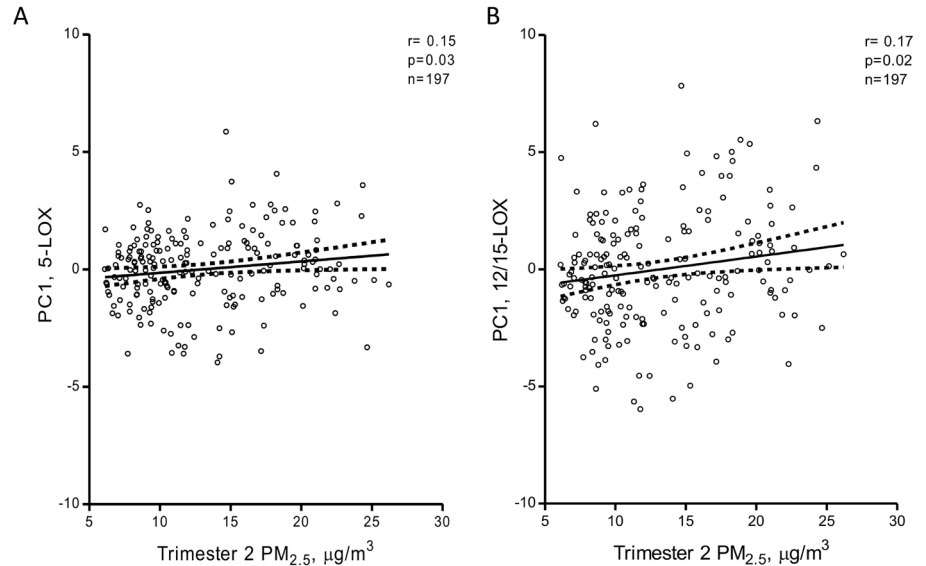 A
10
5
0
-5
-10
PC1, 5-LOX
r= 0.15
p=0.03
n=197
5 10 15 20 25 30
Trimester 2 PM2.5, μg/m3
B
10
5
0
-5
-10
PC1, 12/15-LOX
r= 0.17
p=0.02
n=197
5 10 15 20 25 30
Trimester 2 PM2.5, μg/m3